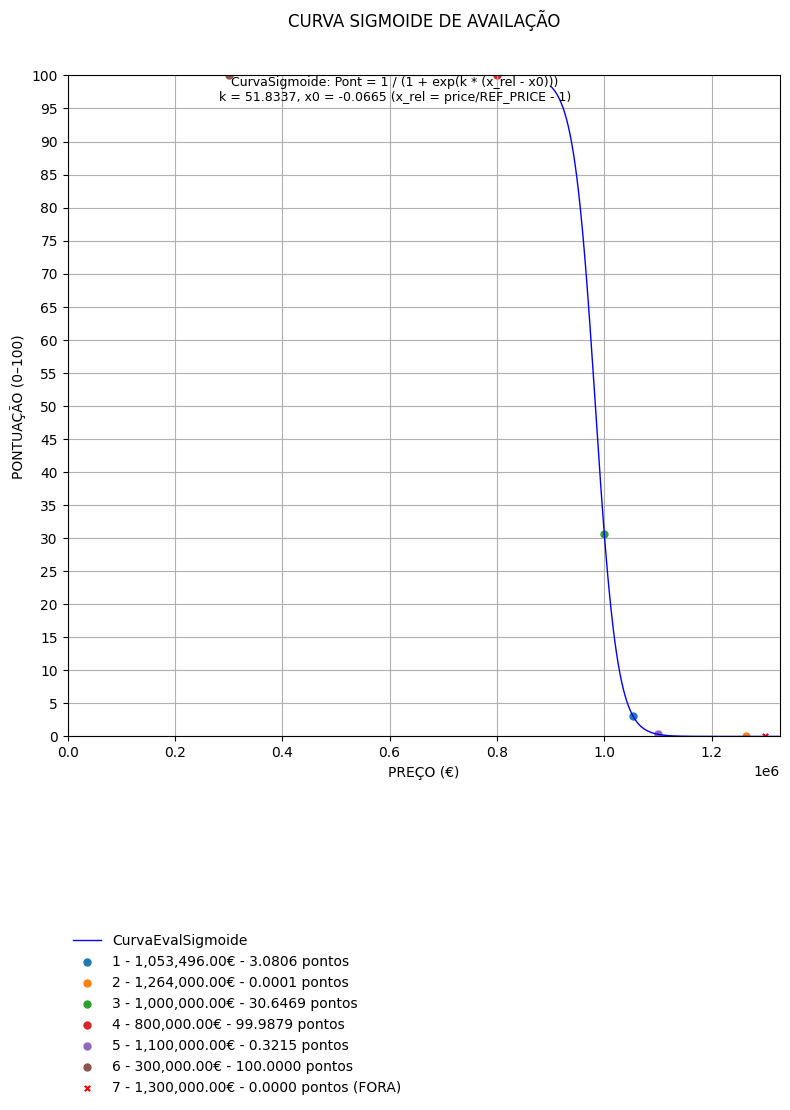 CURVA SIGMOIDE DE AVAILAÇÃO
CurvaSigmoide: Pont = 1 / (1 + exp(k * (x_rel - x0)))
k = 51.8337, x0 = -0.0665 (x_rel = price/REF_PRICE - 1)
PONTUAÇÃO (0–100)
100
95
90
85
80
75
70
65
60
55
50
45
40
35
30
25
20
15
10
5
0
0.0 0.2 0.4 0.6 0.8 1.0 1.2
1e6
PREÇO (€)
CurvaEvalSigmoide
1 - 1,053,496.00€ - 3.0806 pontos
2 - 1,264,000.00€ - 0.0001 pontos
3 - 1,000,000.00€ - 30.6469 pontos
4 - 800,000.00€ - 99.9879 pontos
5 - 1,100,000.00€ - 0.3215 pontos
6 - 300,000.00€ - 100.0000 pontos
7 - 1,300,000.00€ - 0.0000 pontos (FORA)